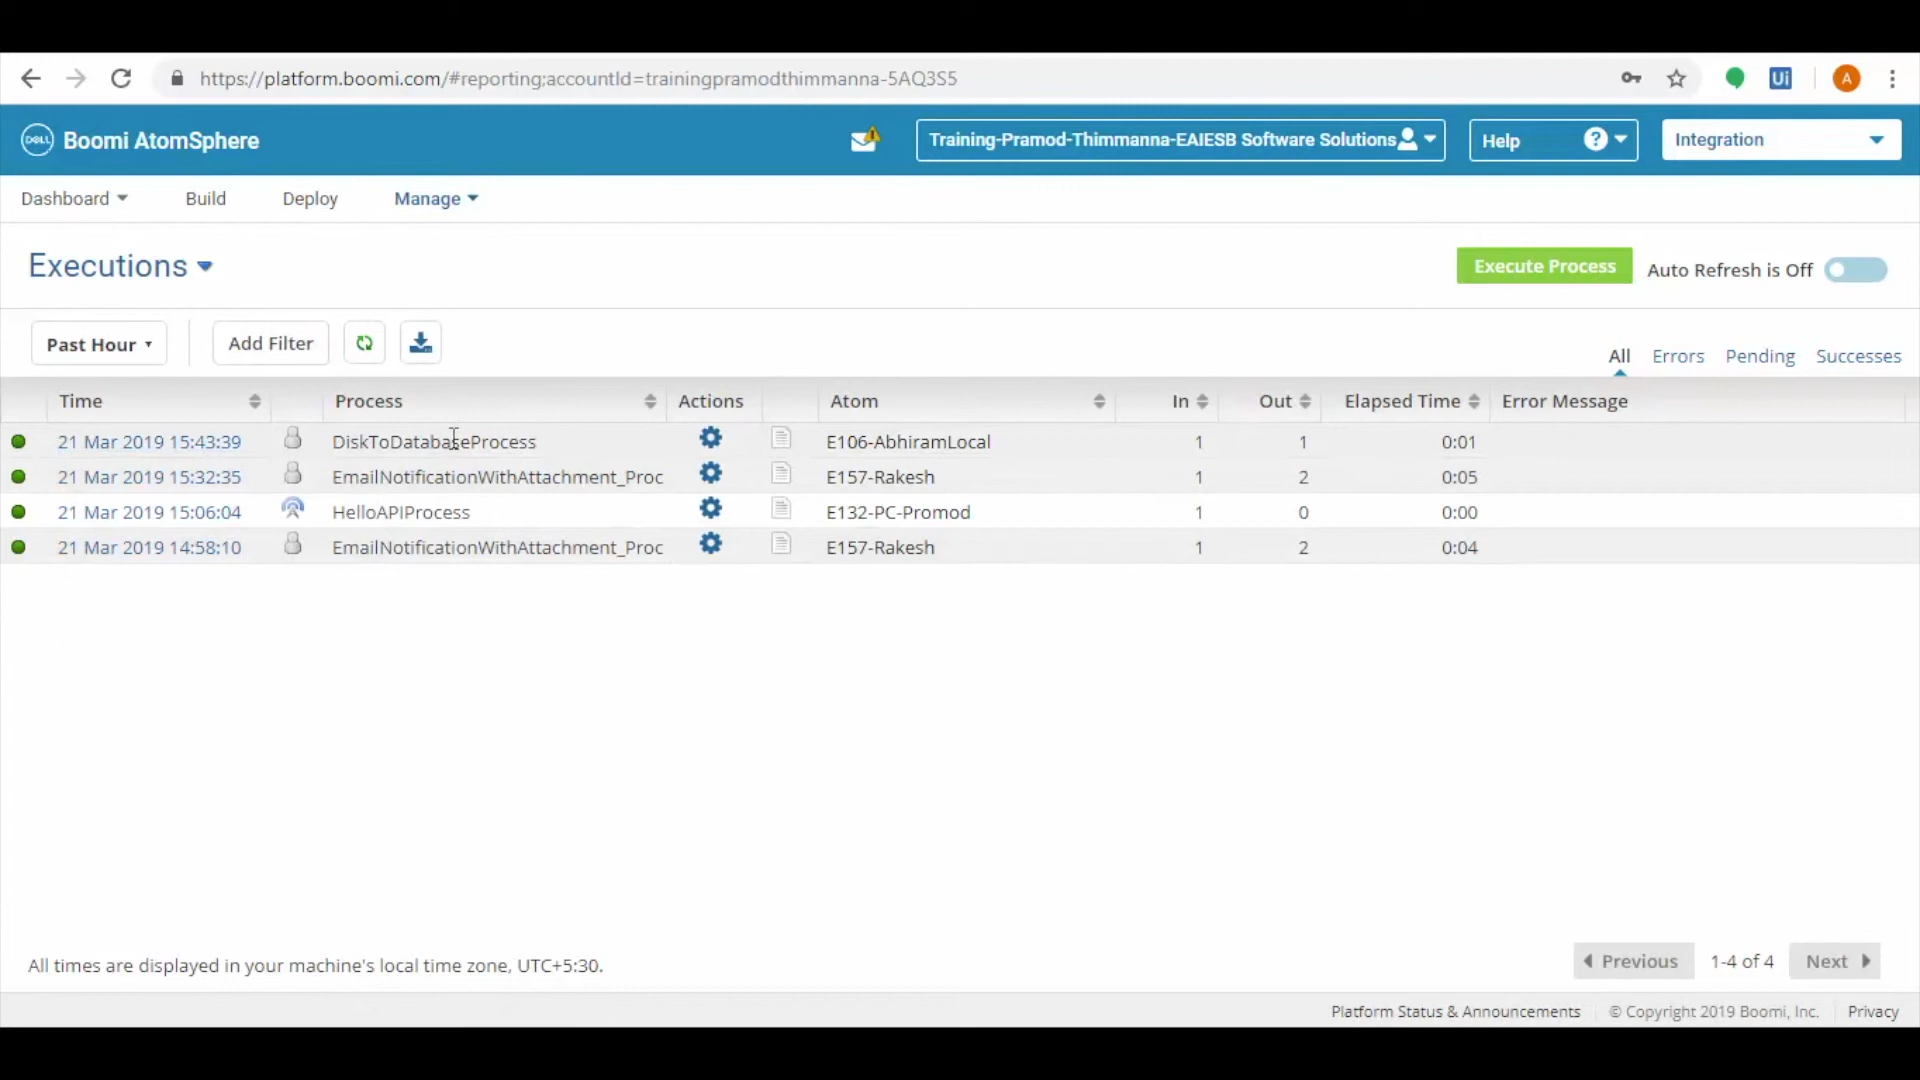 https://platform.boomi.com/#reporting;accountId=trainingpramodthimmanna-5AQ3S5
Ui
A
DELL Boomi AtomSphere
Training-Pramod-Thimmanna-EAIESB Software Solutions
Help ?
Integration
Dashboard Build Deploy Manage
Executions
Execute Process Auto Refresh is Off
Past Hour Add Filter
All Errors Pending Successes
Time Process Actions Atom In Out Elapsed Time Error Message
21 Mar 2019 15:43:39 DiskToDatabaseProcess E106-AbhiramLocal 1 1 0:01
21 Mar 2019 15:32:35 EmailNotificationWithAttachment_Proc E157-Rakesh 1 2 0:05
21 Mar 2019 15:06:04 HelloAPIProcess E132-PC-Promod 1 0 0:00
21 Mar 2019 14:58:10 EmailNotificationWithAttachment_Proc E157-Rakesh 1 2 0:04
All times are displayed in your machine's local time zone, UTC+5:30.
Previous 1-4 of 4 Next
Platform Status & Announcements © Copyright 2019 Boomi, Inc. Privacy